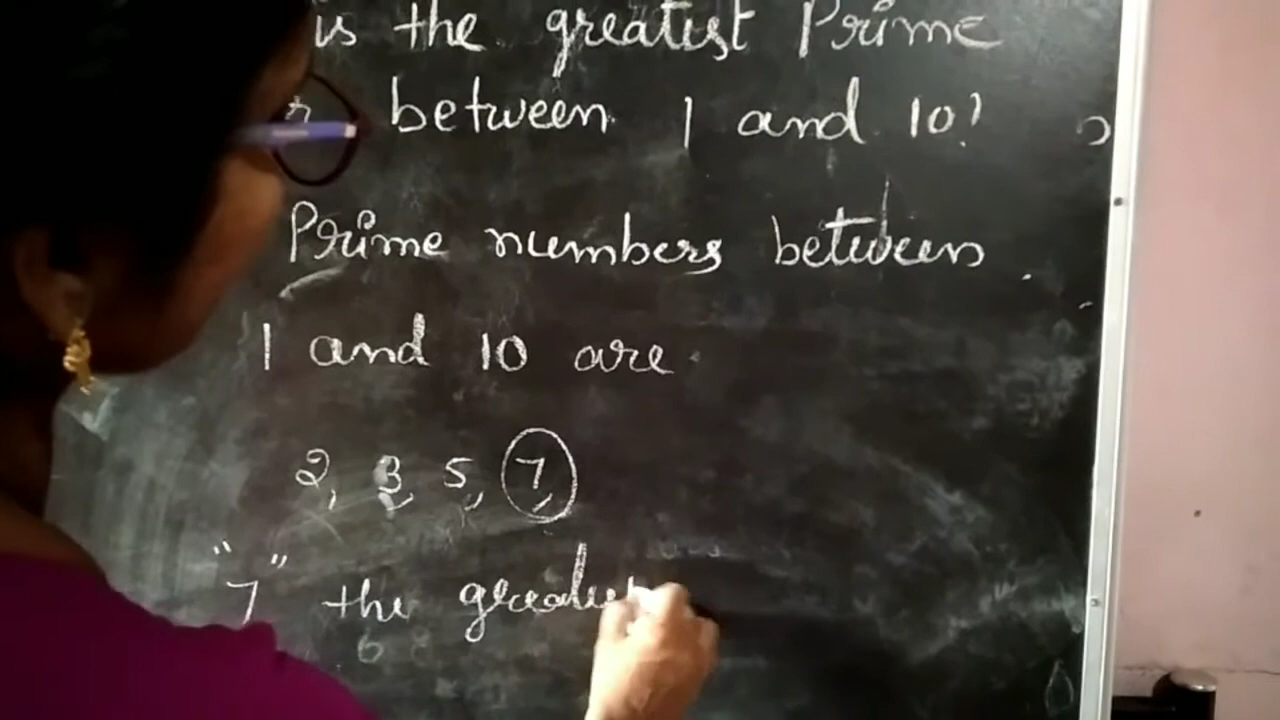 is the greatest Prime
r between 1 and 10?
Prime numbers between
1 and 10 are
2, 3, 5, 7,
"7" the greatest